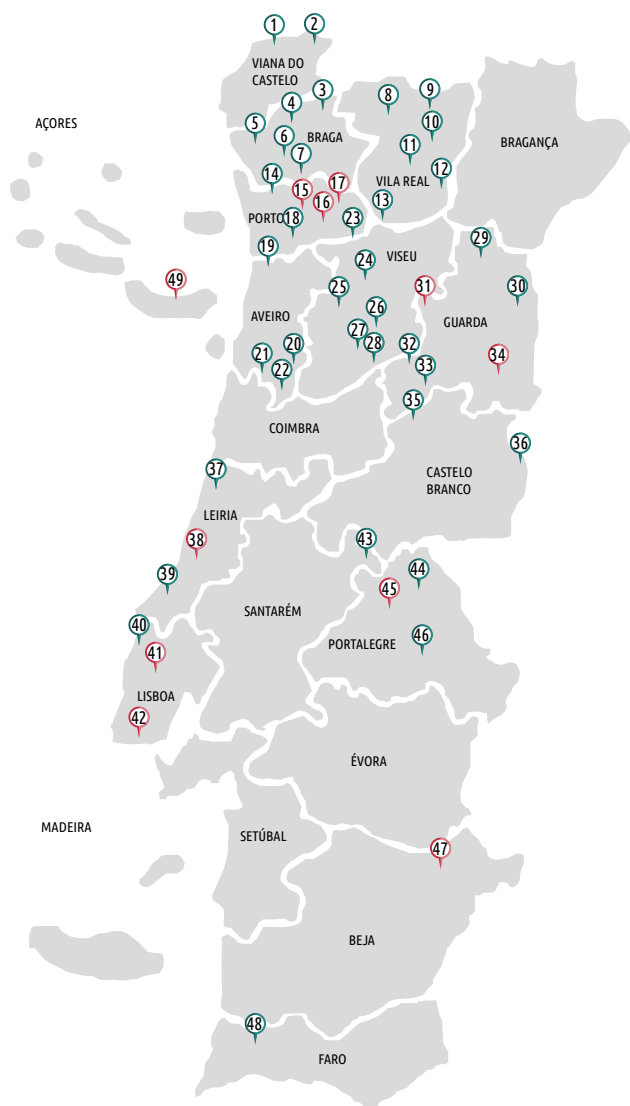 1
2
VIANA DO
CASTELO
3
4
8
9
10
AÇORES
5
6
BRAGA
7
11
12
BRAGANÇA
14
15
16
17
VILA REAL
13
PORTO
18
23
19
29
VISEU
24
49
25
26
31
30
AVEIRO
GUARDA
27
28
20
21
22
32
33
34
35
COIMBRA
36
37
CASTELO
BRANCO
LEIRIA
38
43
39
44
45
SANTARÉM
40
46
PORTALEGRE
41
LISBOA
42
ÉVORA
MADEIRA
SETÚBAL
47
BEJA
48
FARO